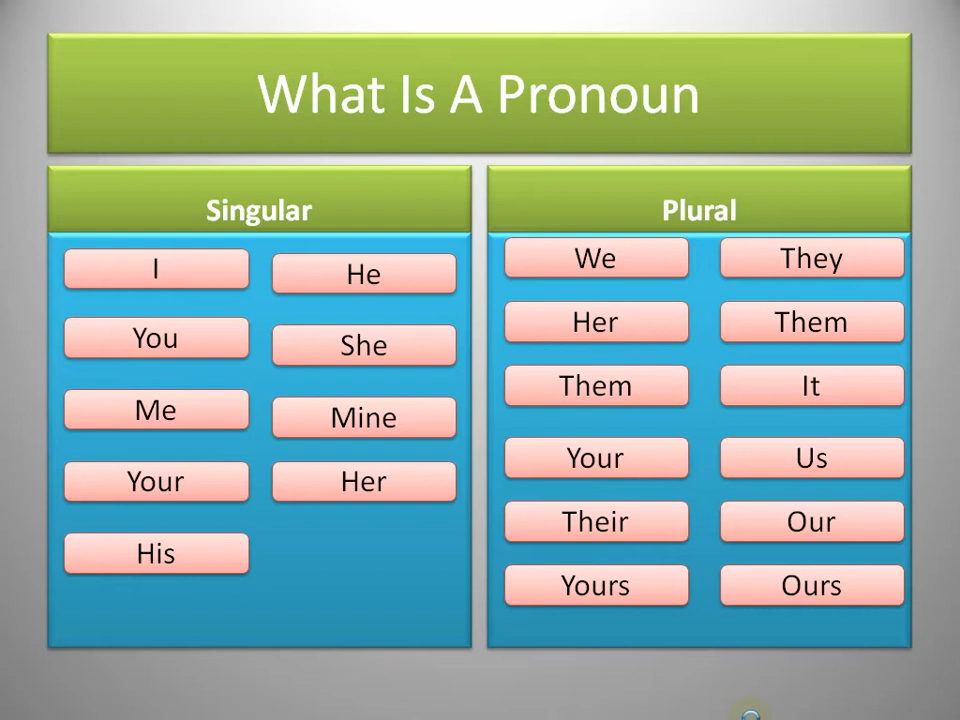 What Is A Pronoun
Singular
I
He
You
She
Me
Mine
Your
Her
His
Plural
We
They
Her
Them
Them
It
Your
Us
Their
Our
Yours
Ours